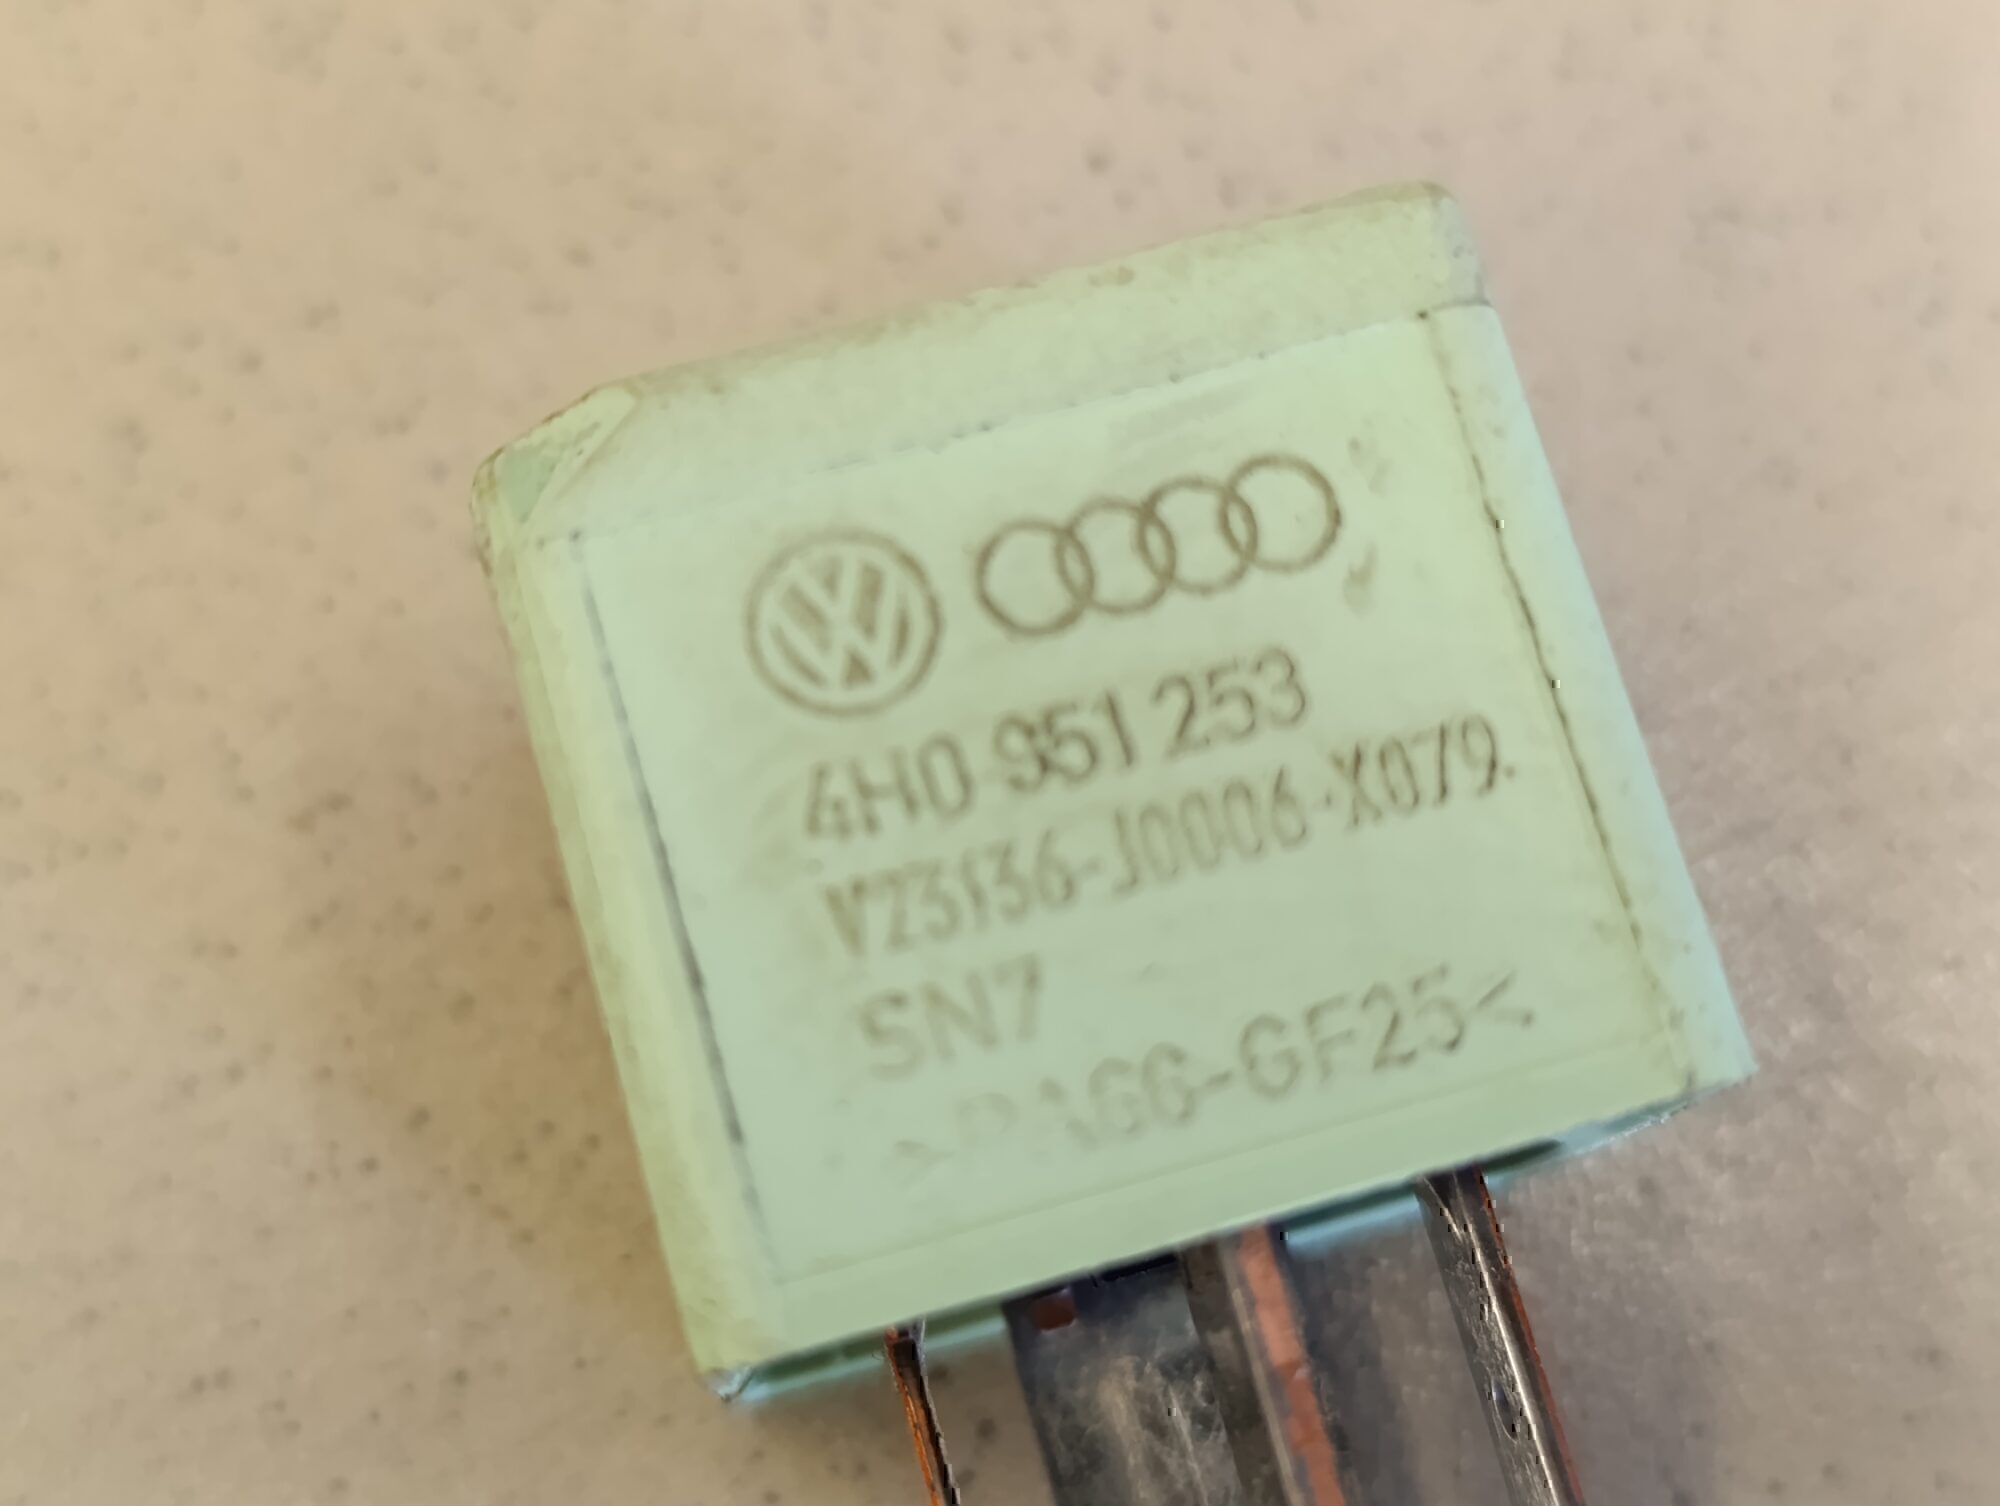 4H0 951 253
V23136-J0006-X079
SN7
>PA66-GF25<